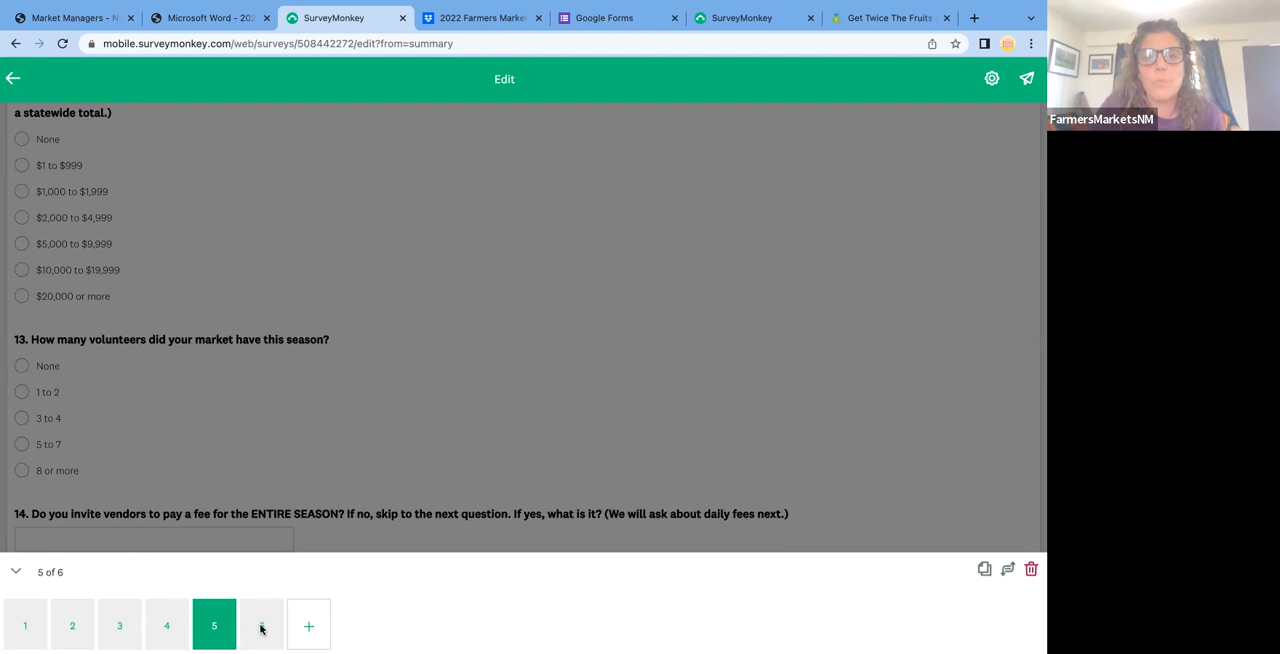 Market Managers - N
Microsoft Word - 202
SurveyMonkey
2022 Farmers Marke
Google Forms
SurveyMonkey
Get Twice The Fruits
mobile.surveymonkey.com/web/surveys/508442272/edit?from=summary
Edit
FarmersMarketsNM
a statewide total.)
None
$1 to $999
$1,000 to $1,999
$2,000 to $4,999
$5,000 to $9,999
$10,000 to $19,999
$20,000 or more
13. How many volunteers did your market have this season?
None
1 to 2
3 to 4
5 to 7
8 or more
14. Do you invite vendors to pay a fee for the ENTIRE SEASON? If no, skip to the next question. If yes, what is it? (We will ask about daily fees next.)
5 of 6
1 2 3 4 5 +